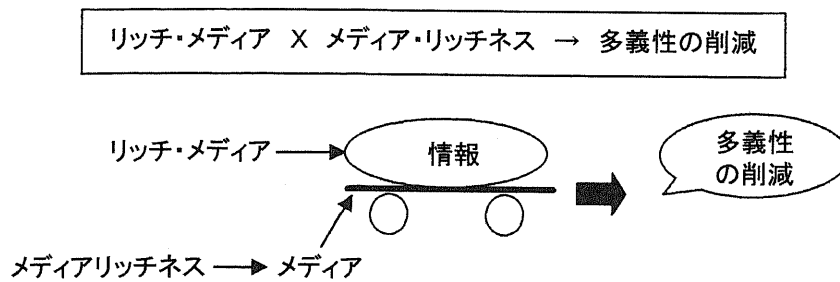 リッチ・メディア X メディア・リッチネス → 多義性の削減
リッチ・メディア
情報
多義性
の削減
メディアリッチネス → メディア